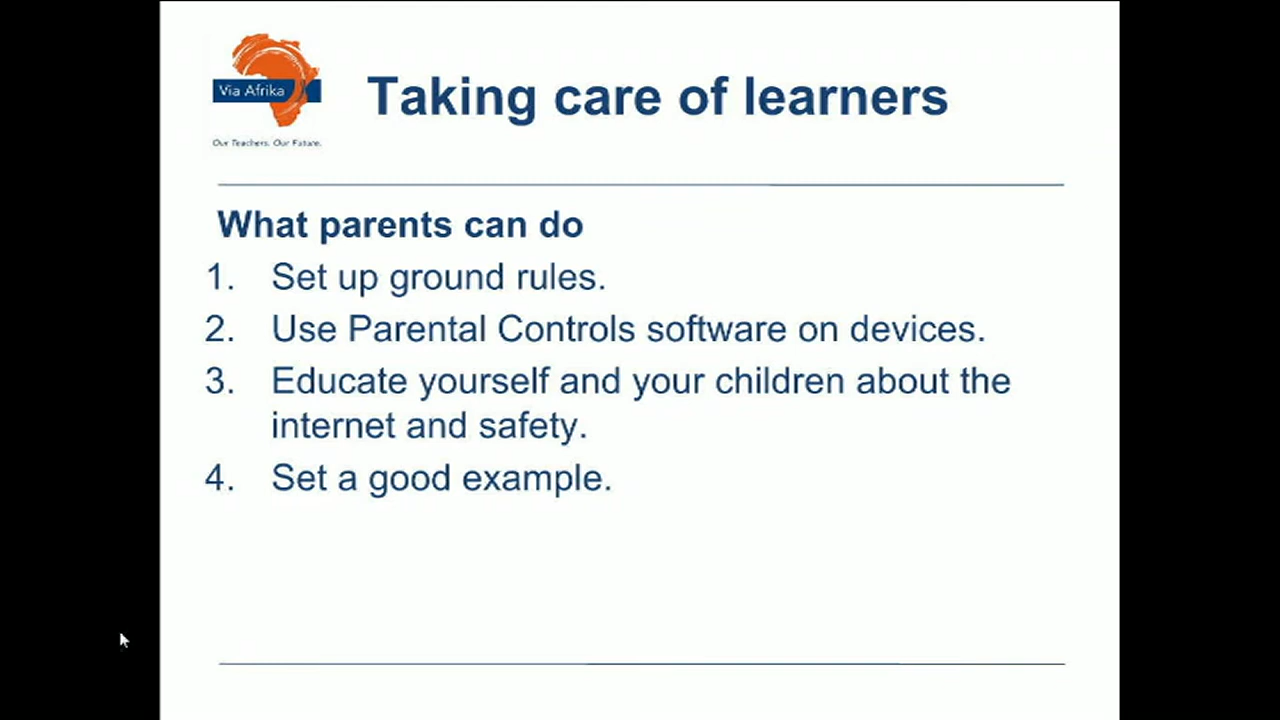 Via Afrika
Our Teachers. Our Future.
Taking care of learners
What parents can do
1. Set up ground rules.
2. Use Parental Controls software on devices.
3. Educate yourself and your children about the
internet and safety.
4. Set a good example.